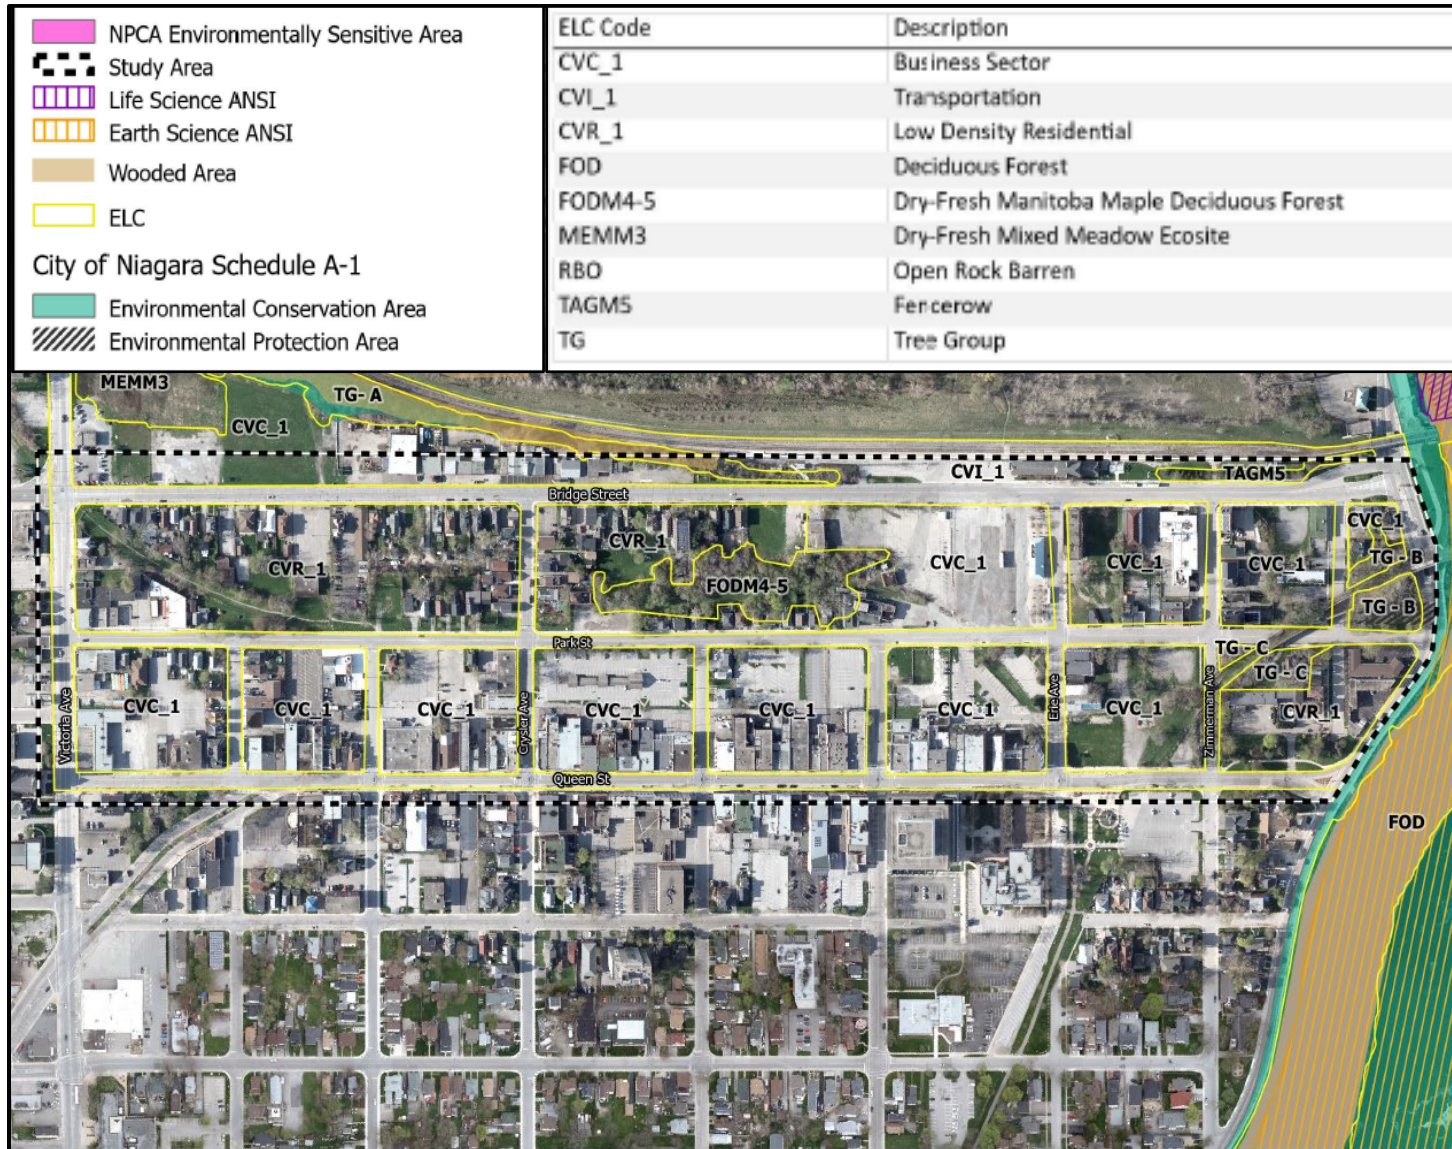 NPCA Environmentally Sensitive Area
Study Area
Life Science ANSI
Earth Science ANSI
Wooded Area
ELC
City of Niagara Schedule A-1
Environmental Conservation Area
Environmental Protection Area
ELC Code Description
CVC_1 Business Sector
CVI_1 Transportation
CVR_1 Low Density Residential
FOD Deciduous Forest
FODM4-5 Dry-Fresh Manitoba Maple Deciduous Forest
MEMM3 Dry-Fresh Mixed Meadow Ecosite
RBO Open Rock Barren
TAGM5 Fencerow
TG Tree Group
MEMM3
TG- A
CVC_1
CVI_1
TAGM5
Bridge Street
CVC_1
CVR_1
CVR_1
CVC_1
CVC_1
CVC_1
TG - B
FODM4-5
TG - B
Park St
TG - C
TG - C
CVC_1
CVC_1
CVC_1
CVC_1
CVC_1
CVC_1
CVC_1
CVR_1
Victoria Ave
Crysler Ave
Erie Ave
Zimmerman Ave
Queen St
FOD